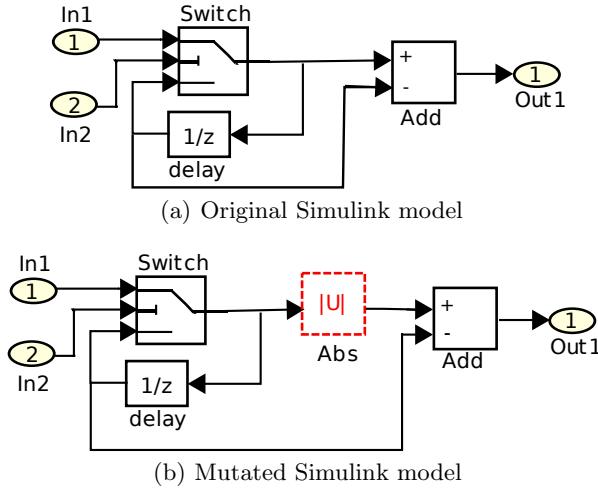 In1
Switch
1
2
In2
1/z
delay
+
-
Add
1
Out1
(a) Original Simulink model
In1
Switch
1
2
In2
1/z
delay
|U|
Abs
+
-
Add
1
Out1
(b) Mutated Simulink model